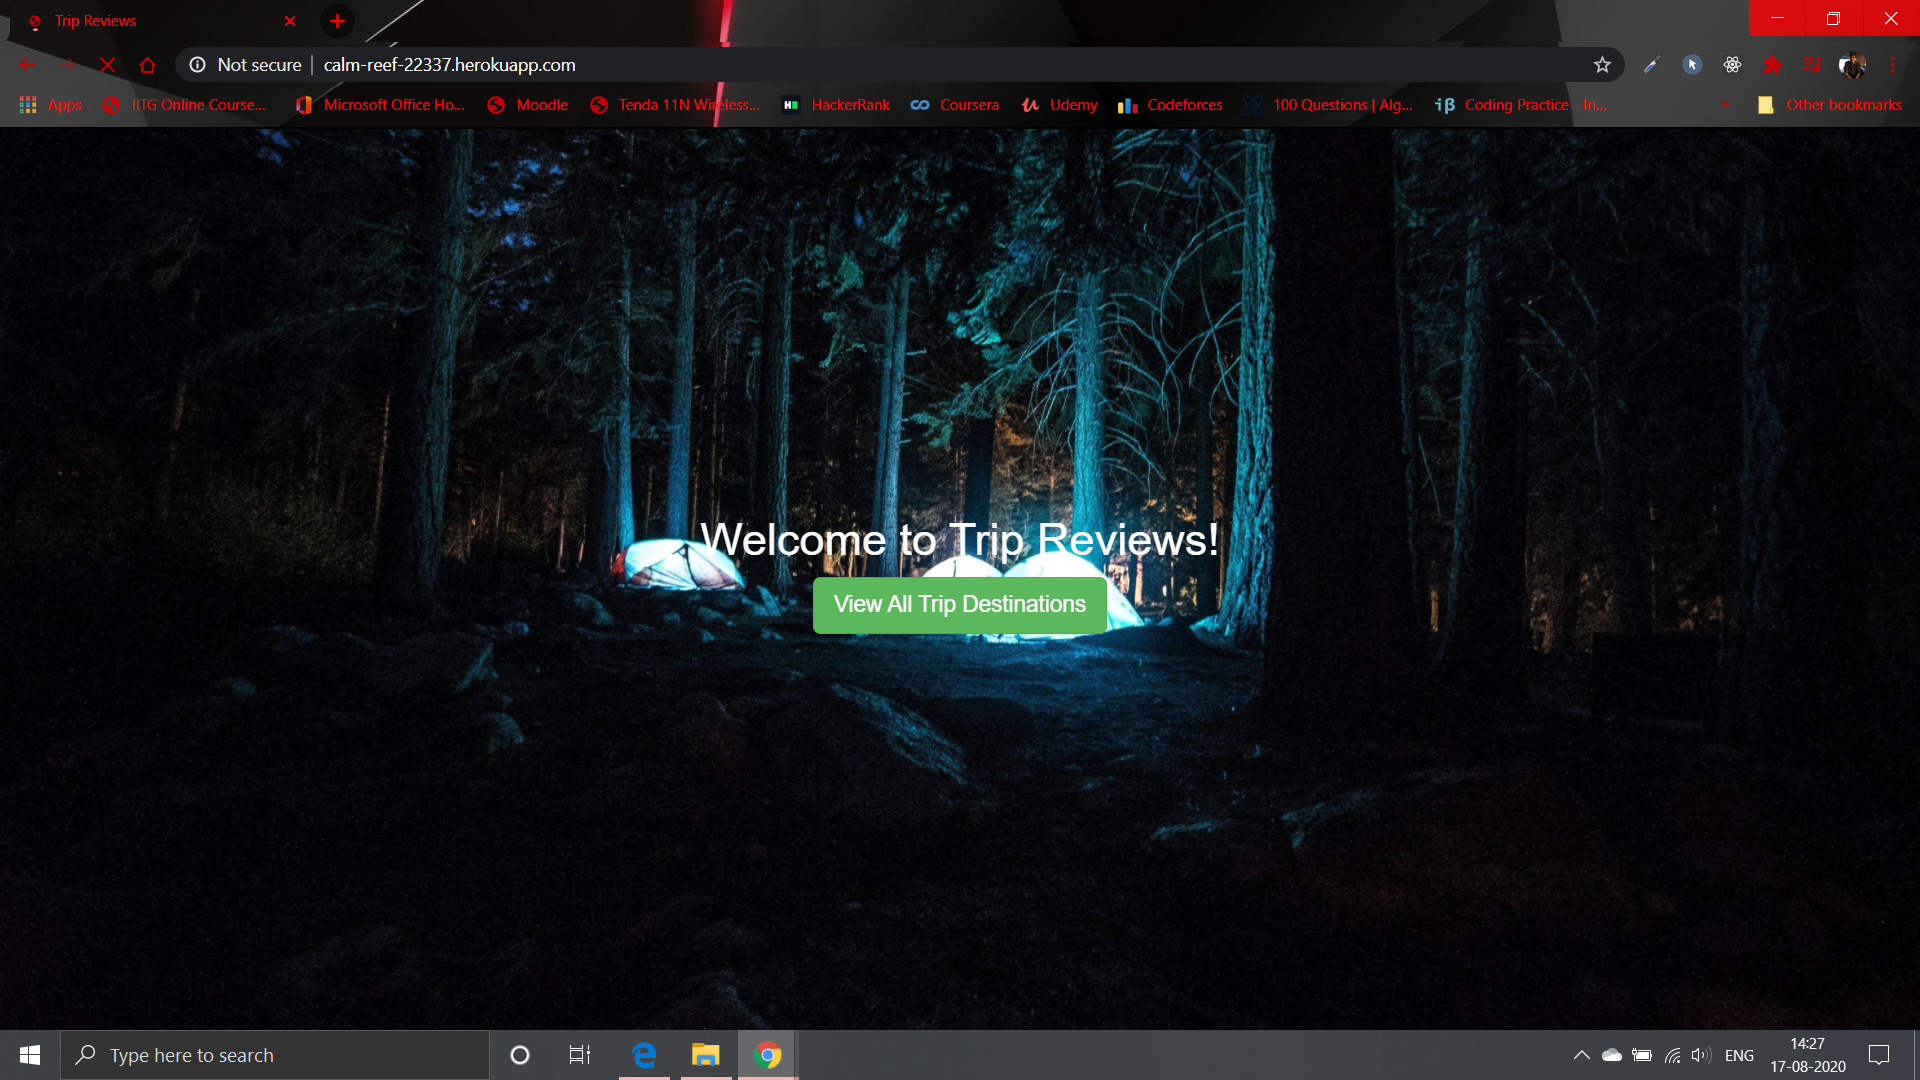 Trip Reviews
Not secure
calm-reef-22337.herokuapp.com
Apps
IITG Online Course...
Microsoft Office Ho...
Moodle
Tenda 11N Wireless...
HackerRank
Coursera
Udemy
Codeforces
100 Questions | Alg...
iβ
Coding Practice - In...
»
Other bookmarks
Welcome to Trip Reviews!
View All Trip Destinations
Type here to search
ENG
14:27
17-08-2020